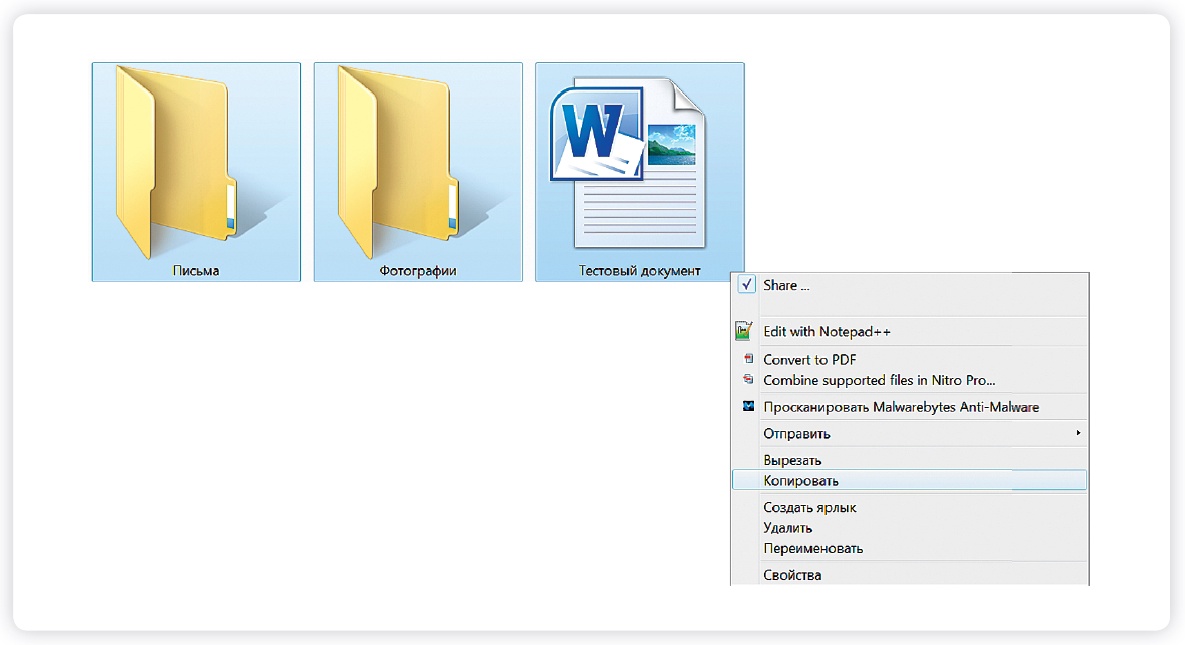 Письма
Фотографии
Тестовый документ
Share ...
Edit with Notepad++
Convert to PDF
Combine supported files in Nitro Pro...
Просканировать Malwarebytes Anti-Malware
Отправить
Вырезать
Копировать
Создать ярлык
Удалить
Переименовать
Свойства